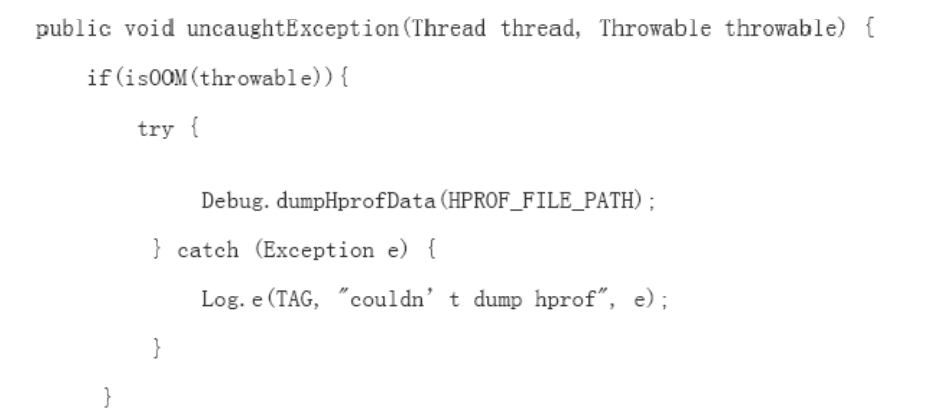 public void uncaughtException(Thread thread, Throwable throwable) {
if(isOOM(throwable)){
try {
Debug.dumpHprofData(HPROF_FILE_PATH);
} catch (Exception e) {
Log.e(TAG, "couldn’t dump hprof", e);
}
}